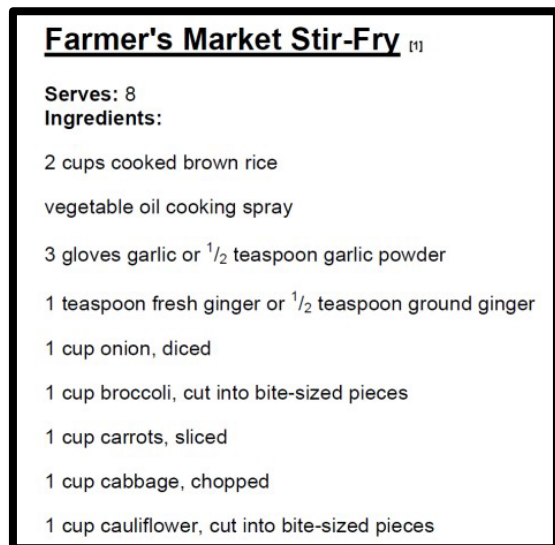 Farmer's Market Stir-Fry [1]
Serves: 8
Ingredients:
2 cups cooked brown rice
vegetable oil cooking spray
3 gloves garlic or 1/2 teaspoon garlic powder
1 teaspoon fresh ginger or 1/2 teaspoon ground ginger
1 cup onion, diced
1 cup broccoli, cut into bite-sized pieces
1 cup carrots, sliced
1 cup cabbage, chopped
1 cup cauliflower, cut into bite-sized pieces